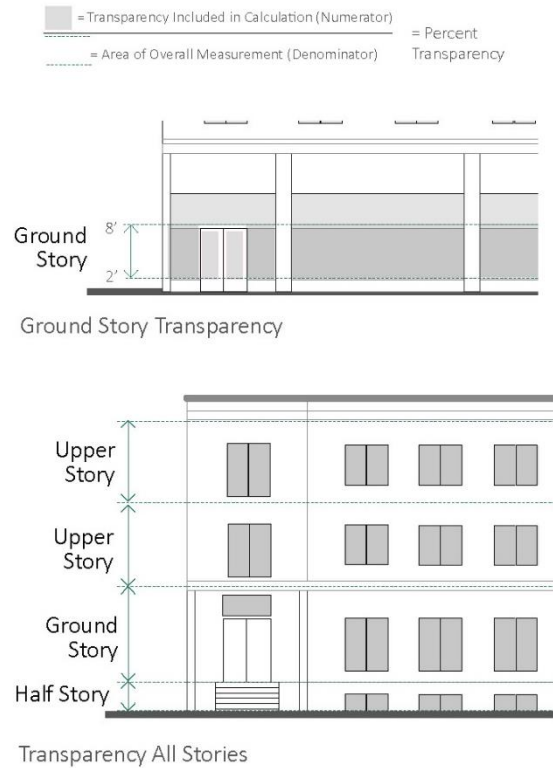 = Transparency Included in Calculation (Numerator)
= Area of Overall Measurement (Denominator)
= Percent
Transparency
Ground
Story
8'
2'
Ground Story Transparency
Upper
Story
Upper
Story
Ground
Story
Half Story
Transparency All Stories